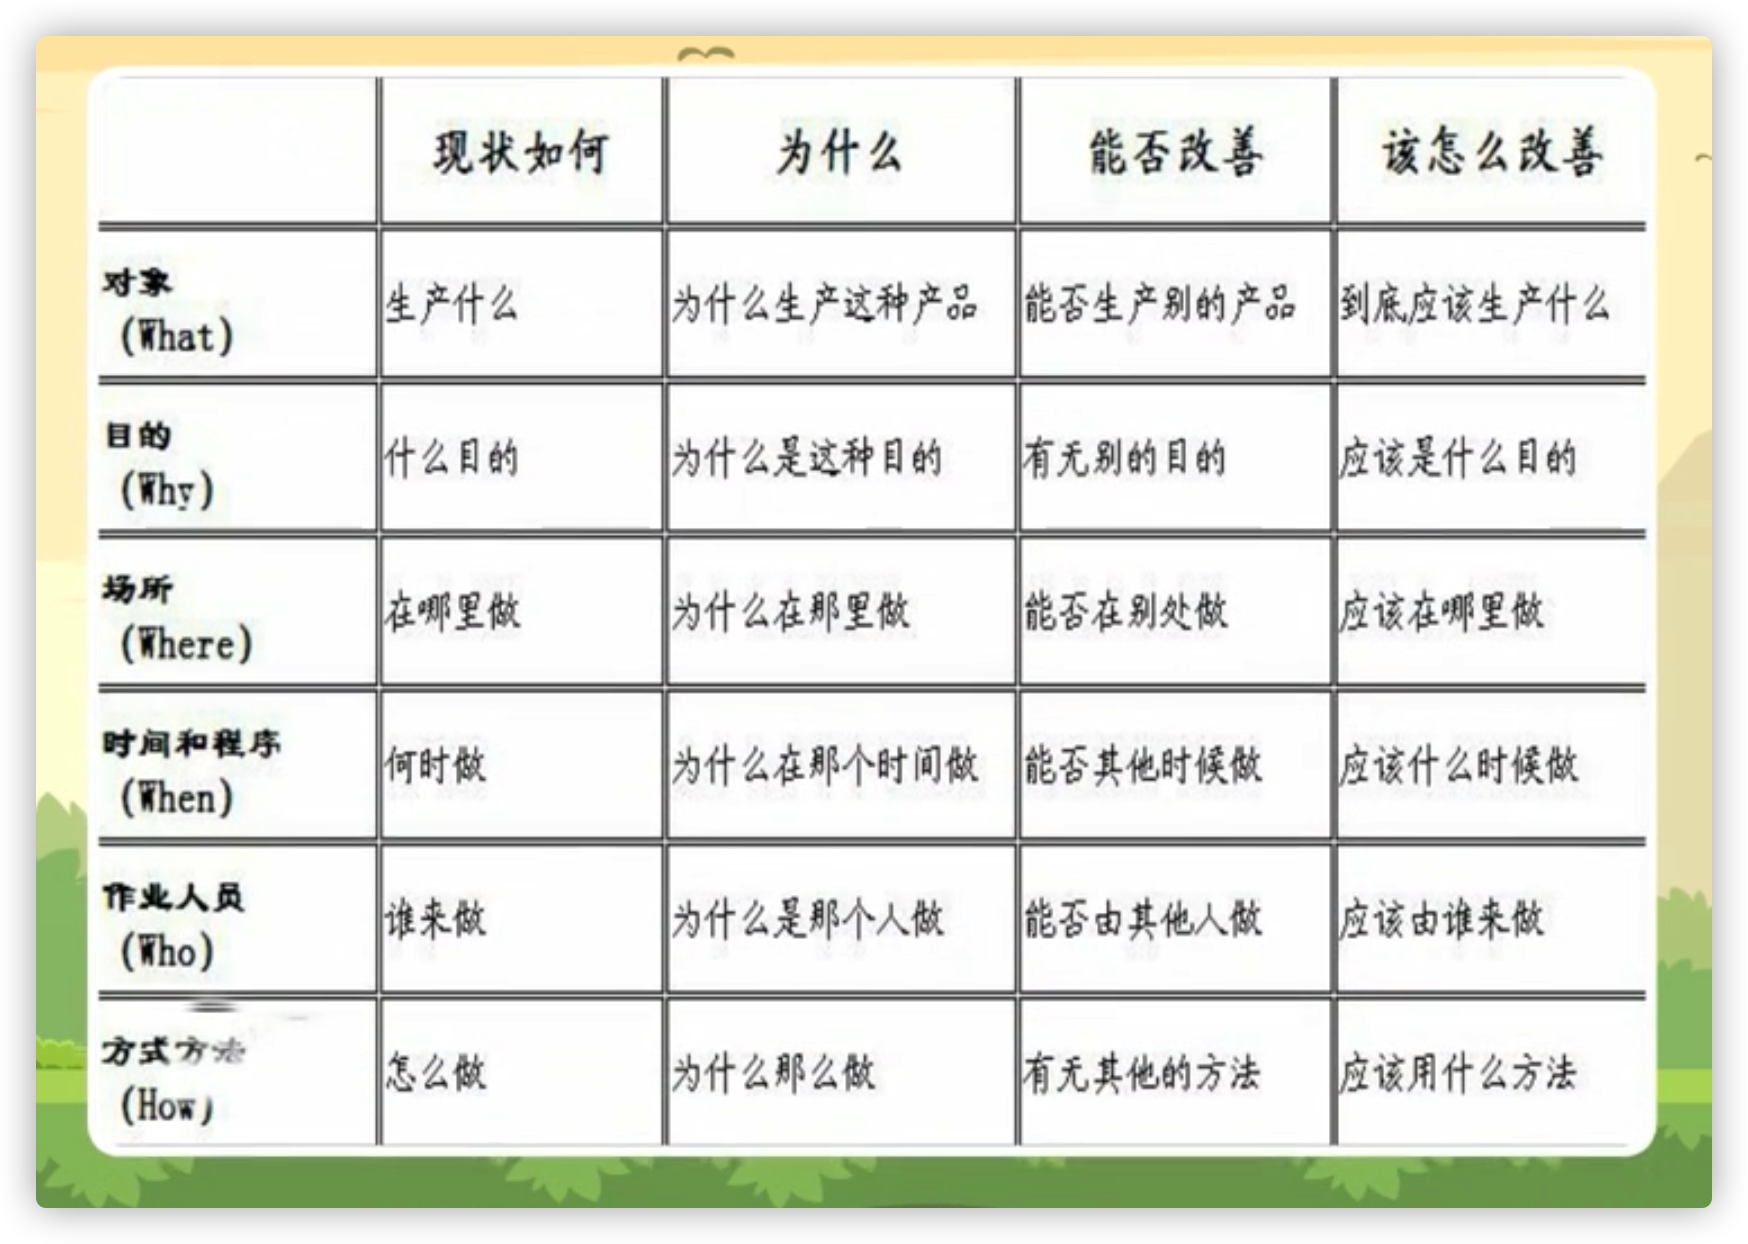 现状如何 为什么 能否改善 该怎么改善
对象
(What) 生产什么 为什么生产这种产品 能否生产别的产品 到底应该生产什么
目的
(Why) 什么目的 为什么是这种目的 有无别的目的 应该是什么目的
场所
(Where) 在哪里做 为什么在那里做 能否在别处做 应该在哪里做
时间和程序
(When) 何时做 为什么在那个时间做 能否其他时候做 应该什么时候做
作业人员
(Who) 谁来做 为什么是那个人做 能否由其他人做 应该由谁来做
方式方法
(How) 怎么做 为什么那么做 有无其他的方法 应该用什么方法